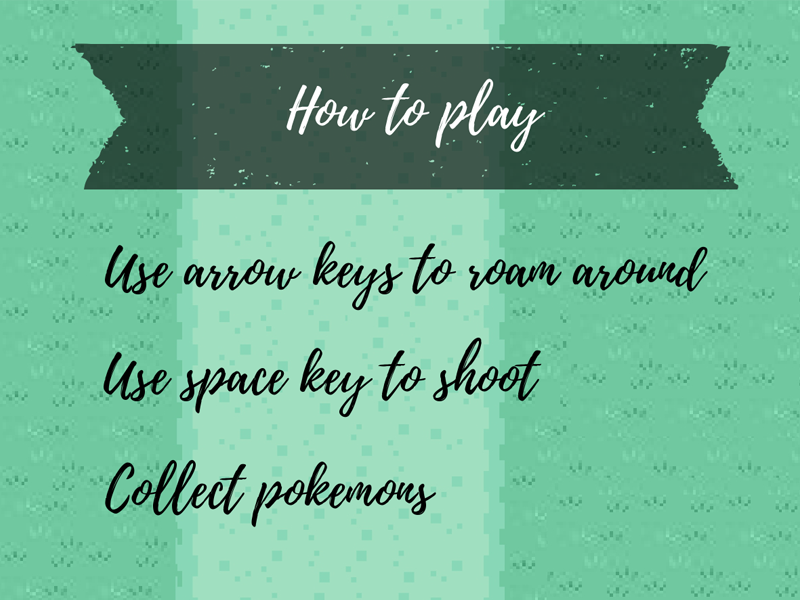 How to play
Use arrow keys to roam around
Use space key to shoot
Collect pokemons